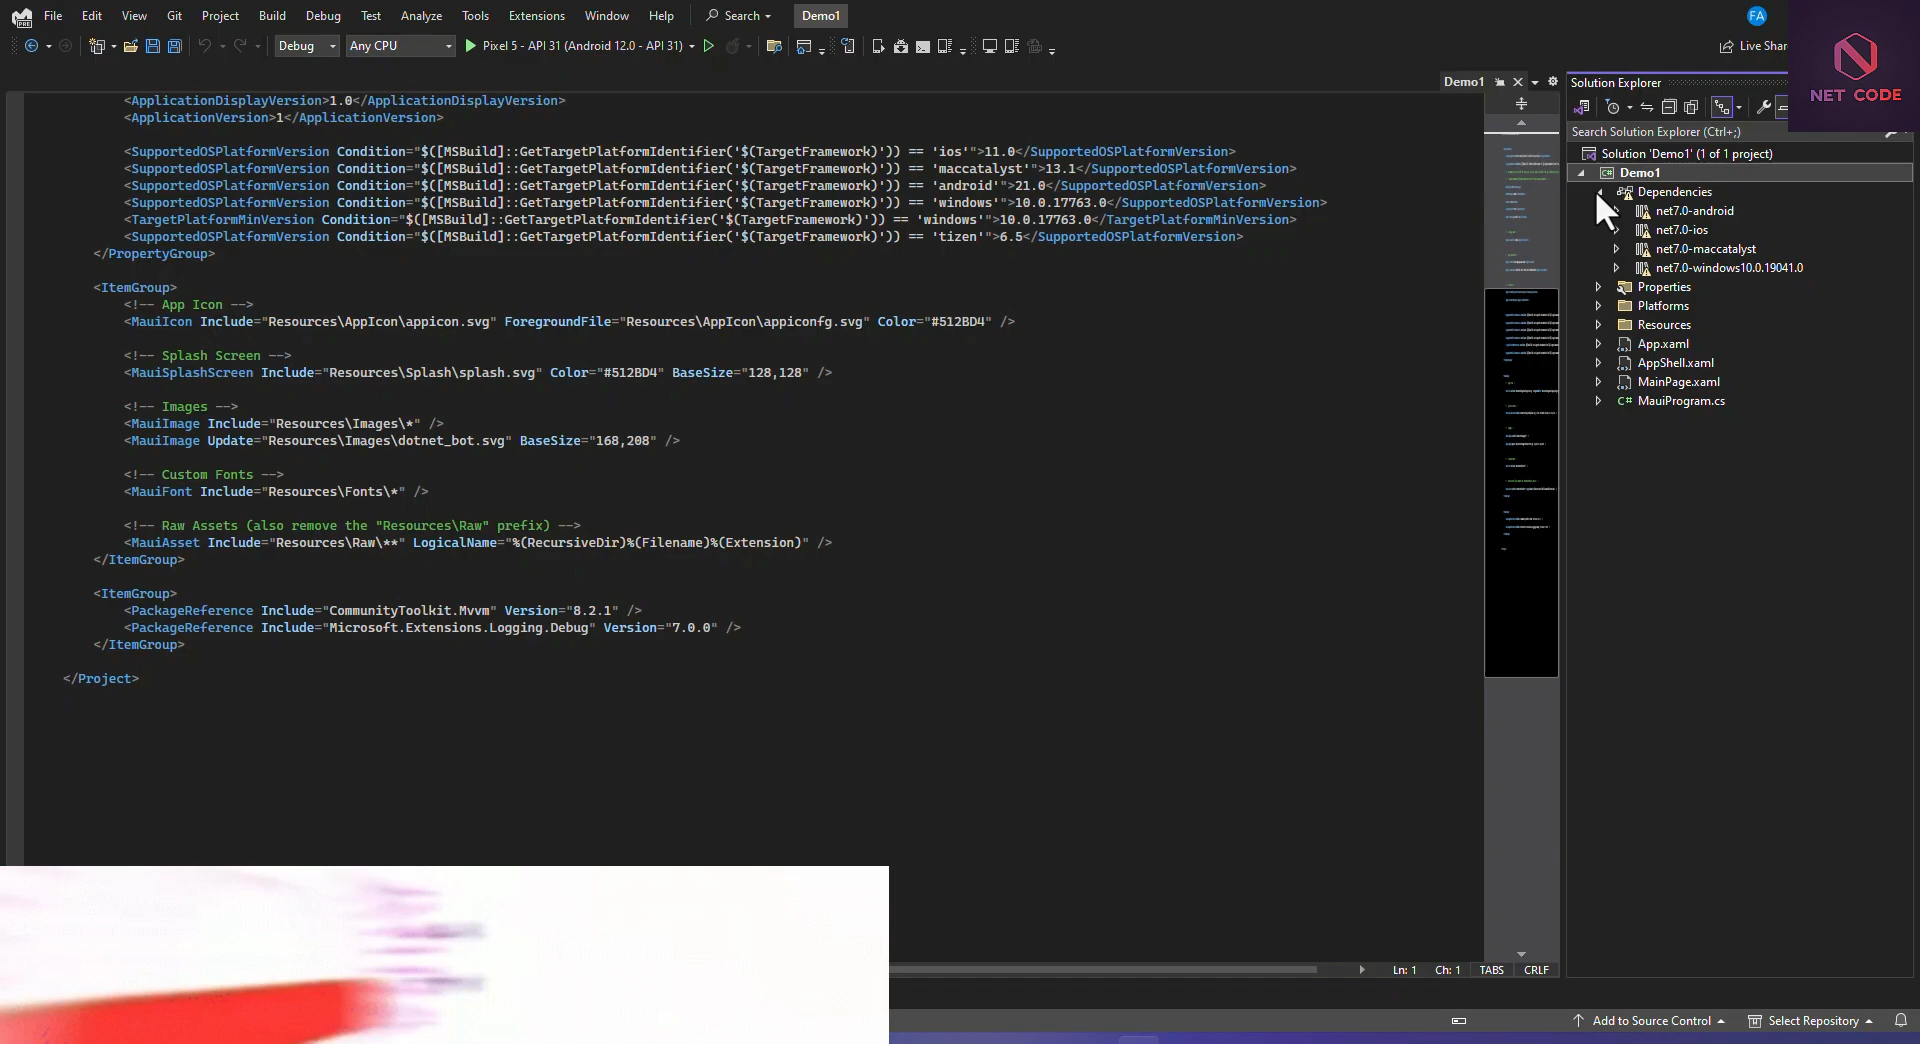 File Edit View Git Project Build Debug Test Analyze Tools Extensions Window Help Search Demo1 FA
Debug Any CPU Pixel 5 - API 31 (Android 12.0 - API 31) Live Shar
NET CODE
Demo1
<ApplicationDisplayVersion>1.0</ApplicationDisplayVersion>
<ApplicationVersion>1</ApplicationVersion>
<SupportedOSPlatformVersion Condition="$([MSBuild]::GetTargetPlatformIdentifier('$(TargetFramework)')) == 'ios'">11.0</SupportedOSPlatformVersion>
<SupportedOSPlatformVersion Condition="$([MSBuild]::GetTargetPlatformIdentifier('$(TargetFramework)')) == 'maccatalyst'">13.1</SupportedOSPlatformVersion>
<SupportedOSPlatformVersion Condition="$([MSBuild]::GetTargetPlatformIdentifier('$(TargetFramework)')) == 'android'">21.0</SupportedOSPlatformVersion>
<SupportedOSPlatformVersion Condition="$([MSBuild]::GetTargetPlatformIdentifier('$(TargetFramework)')) == 'windows'">10.0.17763.0</SupportedOSPlatformVersion>
<TargetPlatformMinVersion Condition="$([MSBuild]::GetTargetPlatformIdentifier('$(TargetFramework)')) == 'windows'">10.0.17763.0</TargetPlatformMinVersion>
<SupportedOSPlatformVersion Condition="$([MSBuild]::GetTargetPlatformIdentifier('$(TargetFramework)')) == 'tizen'">6.5</SupportedOSPlatformVersion>
</PropertyGroup>
<ItemGroup>
<!-- App Icon -->
<MauiIcon Include="Resources\AppIcon\appicon.svg" ForegroundFile="Resources\AppIcon\appiconfg.svg" Color="#512BD4" />
<!-- Splash Screen -->
<MauiSplashScreen Include="Resources\Splash\splash.svg" Color="#512BD4" BaseSize="128,128" />
<!-- Images -->
<MauiImage Include="Resources\Images\*" />
<MauiImage Update="Resources\Images\dotnet_bot.svg" BaseSize="168,208" />
<!-- Custom Fonts -->
<MauiFont Include="Resources\Fonts\*" />
<!-- Raw Assets (also remove the "Resources\Raw" prefix) -->
<MauiAsset Include="Resources\Raw\**" LogicalName="%(RecursiveDir)%(Filename)%(Extension)" />
</ItemGroup>
<ItemGroup>
<PackageReference Include="CommunityToolkit.Mvvm" Version="8.2.1" />
<PackageReference Include="Microsoft.Extensions.Logging.Debug" Version="7.0.0" />
</ItemGroup>
</Project>
Ln: 1 Ch: 1 TABS CRLF
Solution Explorer
Search Solution Explorer (Ctrl+;)
Solution 'Demo1' (1 of 1 project)
Demo1
Dependencies
net7.0-android
net7.0-ios
net7.0-maccatalyst
net7.0-windows10.0.19041.0
Properties
Platforms
Resources
App.xaml
AppShell.xaml
MainPage.xaml
C# MauiProgram.cs
Add to Source Control Select Repository